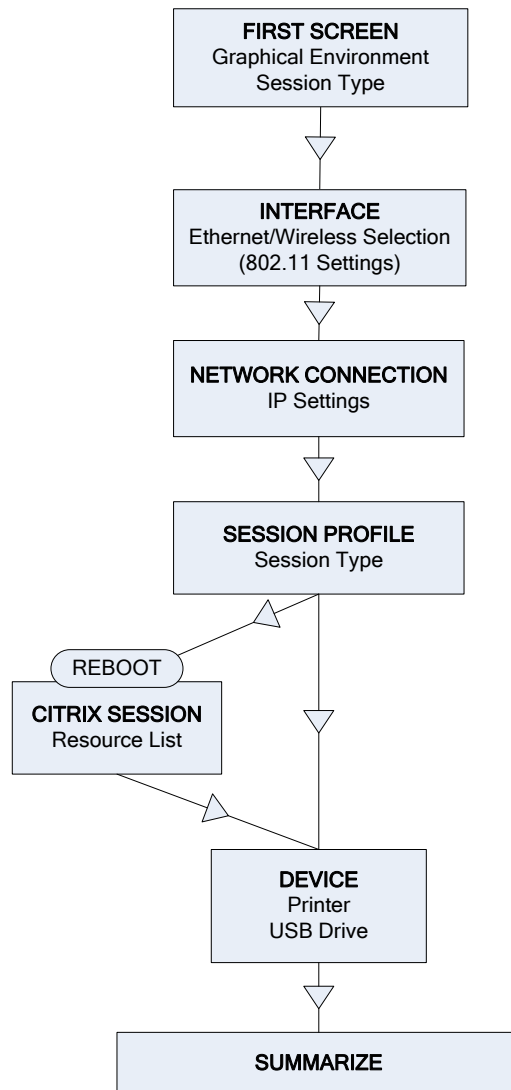 FIRST SCREEN
Graphical Environment
Session Type
INTERFACE
Ethernet/Wireless Selection
(802.11 Settings)
NETWORK CONNECTION
IP Settings
SESSION PROFILE
Session Type
REBOOT
CITRIX SESSION
Resource List
DEVICE
Printer
USB Drive
SUMMARIZE